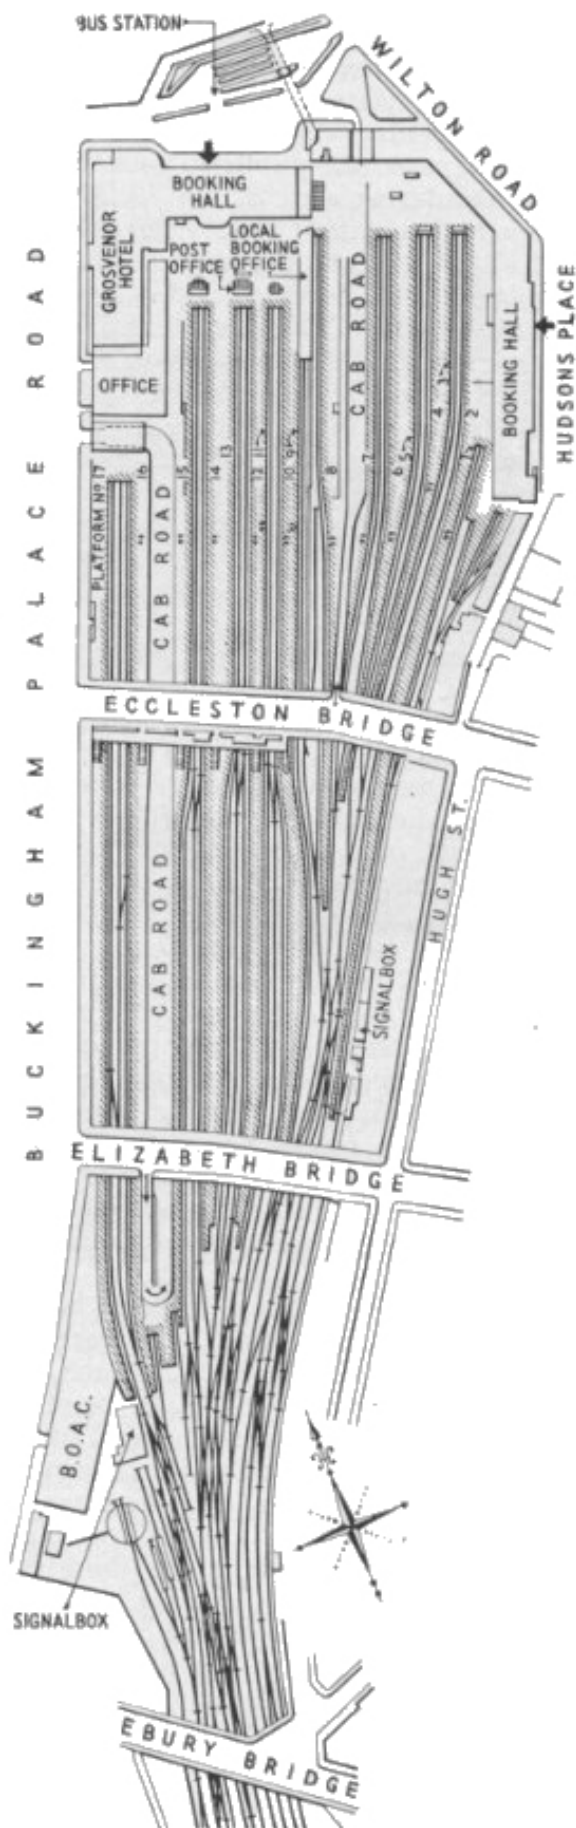 BUS STATION
WILTON ROAD
BOOKING
HALL
GROSVENOR
HOTEL
POST
OFFICE
LOCAL
BOOKING
OFFICE
CAB ROAD
BOOKING HALL
HUDSONS PLACE
OFFICE
PLATFORM Nº 17
16
15
14
13
12
11
10
9
8
7
6
5
4
3
2
1
CAB ROAD
BUCKINGHAM PALACE ROAD
ECCLESTON BRIDGE
CAB ROAD
HUGH ST.
SIGNALBOX
ELIZABETH BRIDGE
B.O.A.C.
SIGNALBOX
EBURY BRIDGE